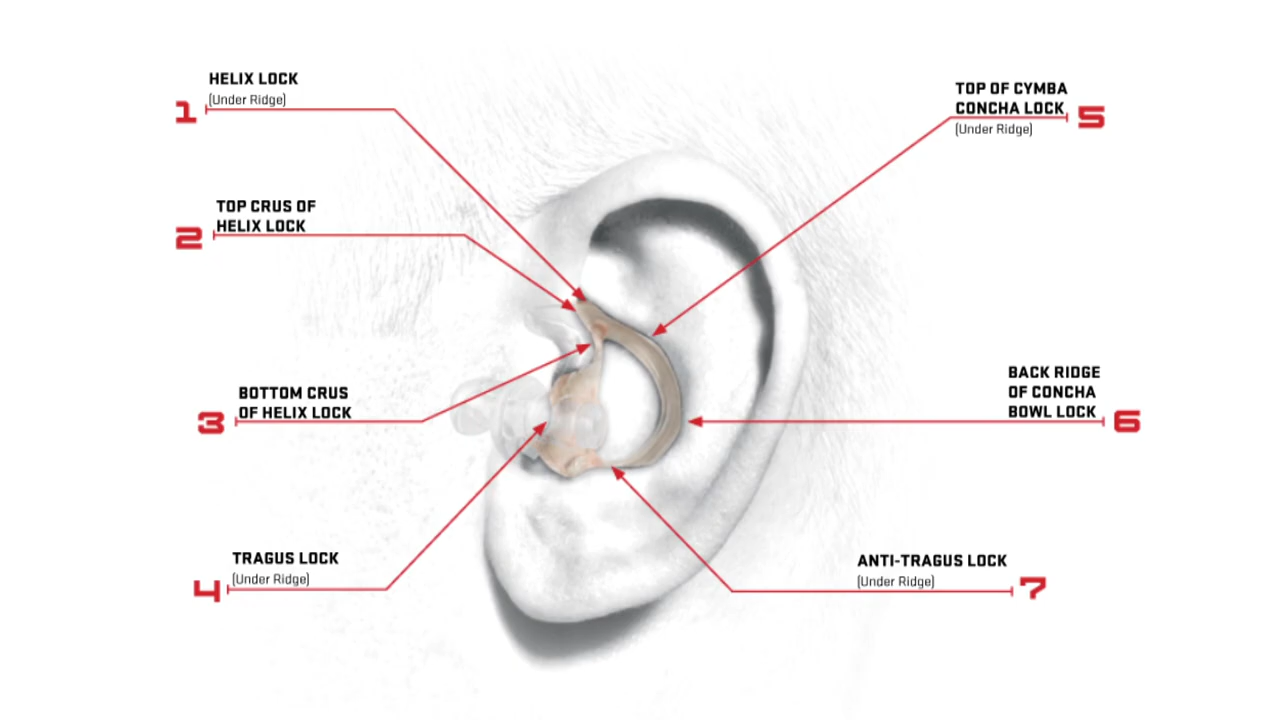 1
HELIX LOCK
(Under Ridge)
2
TOP CRUS OF
HELIX LOCK
3
BOTTOM CRUS
OF HELIX LOCK
4
TRAGUS LOCK
(Under Ridge)
TOP OF CYMBA
CONCHA LOCK
(Under Ridge)
5
BACK RIDGE
OF CONCHA
BOWL LOCK
6
ANTI-TRAGUS LOCK
(Under Ridge)
7